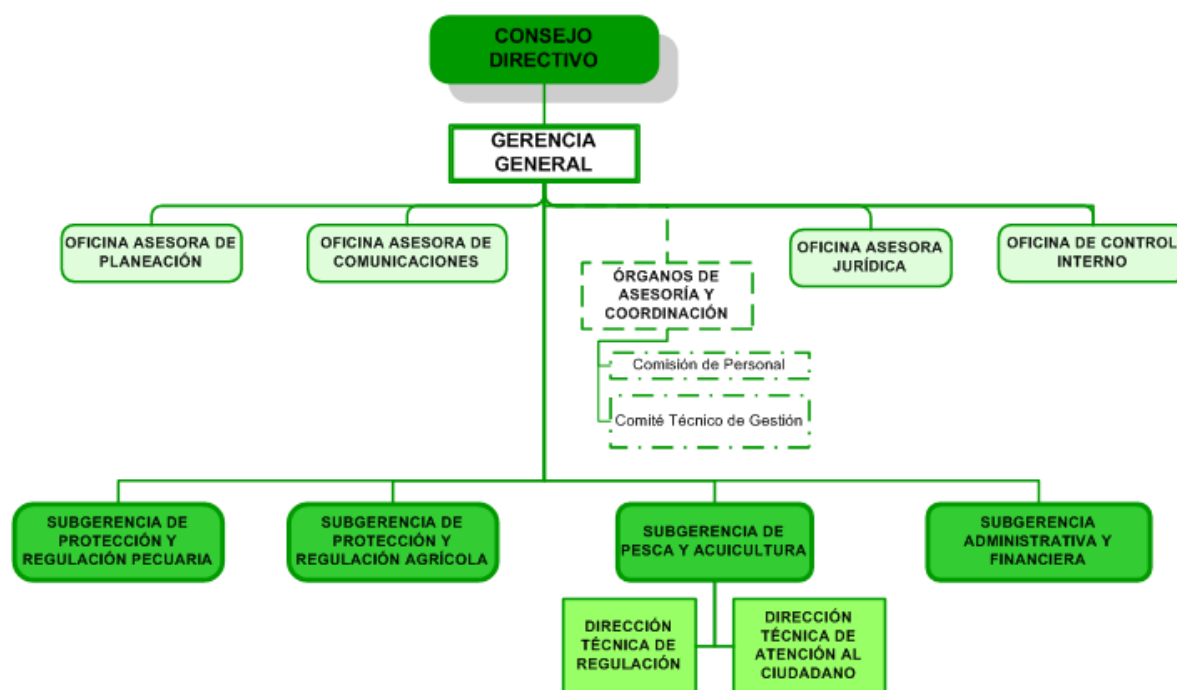 CONSEJO
DIRECTIVO
GERENCIA
GENERAL
OFICINA ASESORA DE
PLANEACIÓN
OFICINA ASESORA DE
COMUNICACIONES
OFICINA ASESORA
JURÍDICA
OFICINA DE CONTROL
INTERNO
ÓRGANOS DE
ASESORÍA Y
COORDINACIÓN
Comisión de Personal
Comité Técnico de Gestión
SUBGERENCIA DE
PROTECCIÓN Y
REGULACIÓN PECUARIA
SUBGERENCIA DE
PROTECCIÓN Y
REGULACIÓN AGRÍCOLA
SUBGERENCIA DE
PESCA Y ACUICULTURA
SUBGERENCIA
ADMINISTRATIVA Y
FINANCIERA
DIRECCIÓN
TÉCNICA DE
REGULACIÓN
DIRECCIÓN
TÉCNICA DE
ATENCIÓN AL
CIUDADANO